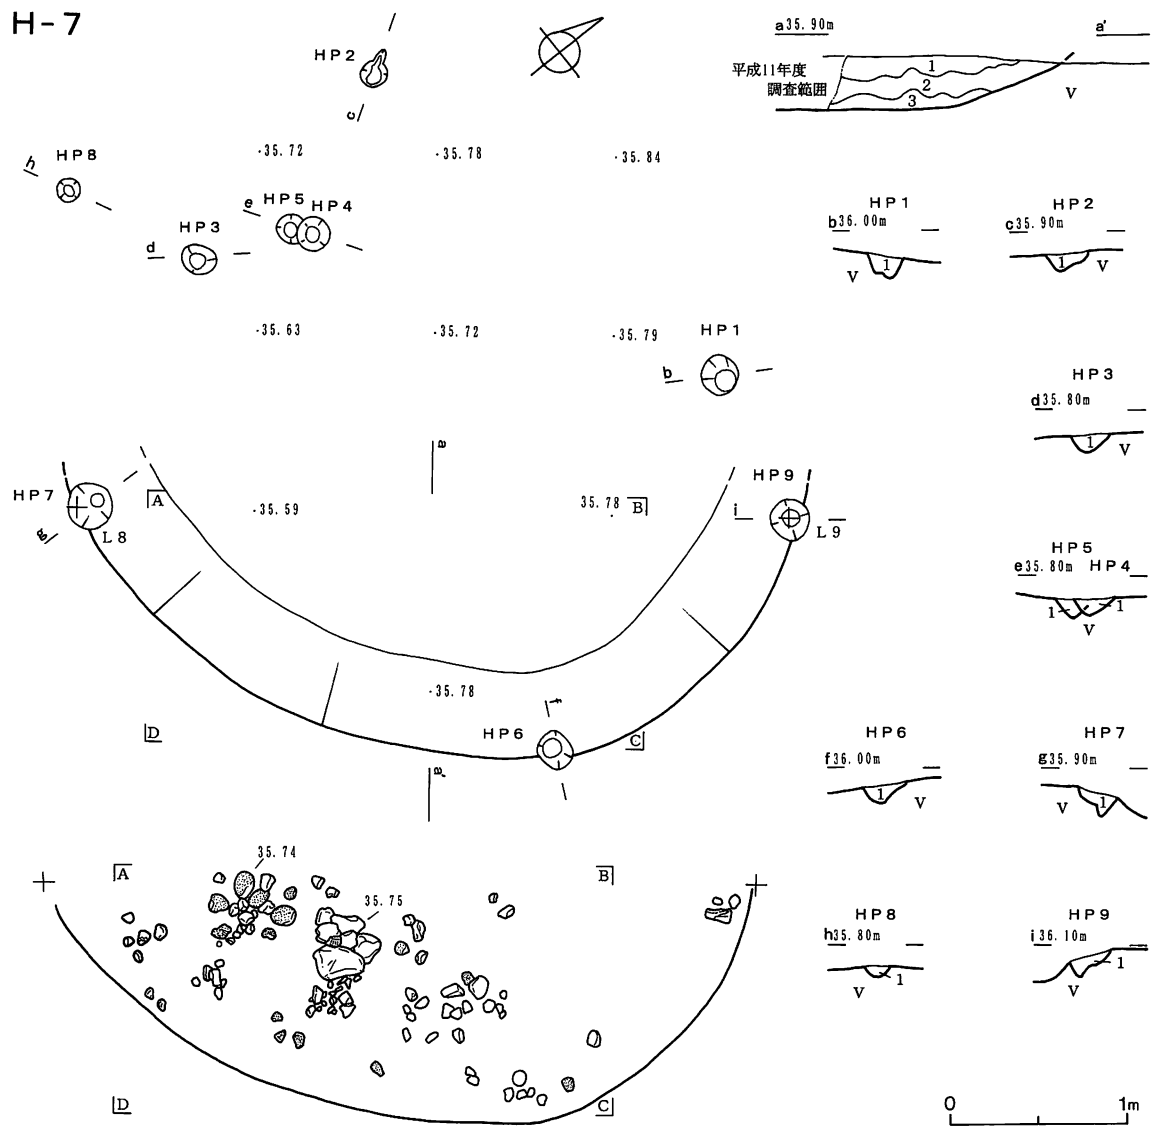 H-7
HP2
c
a35.90m
a'
平成11年度
調査範囲
1
2
3
V
h
HP8
·35.72
·35.78
·35.84
e
HP5
HP4
HP3
d
HP1
b36.00m
1
V
HP2
c35.90m
1
V
·35.63
·35.72
·35.79
HP1
b
HP3
d35.80m
1
V
a
HP7
A
g
L8
·35.59
35.78
B
HP9
i
L9
HP5
e35.80m
HP4
1
1
V
·35.78
f
HP6
D
C
a'
HP6
f36.00m
1
V
HP7
g35.90m
V
1
A
35.74
35.75
B
HP8
h35.80m
1
V
HP9
i36.10m
1
V
D
C
0
1m